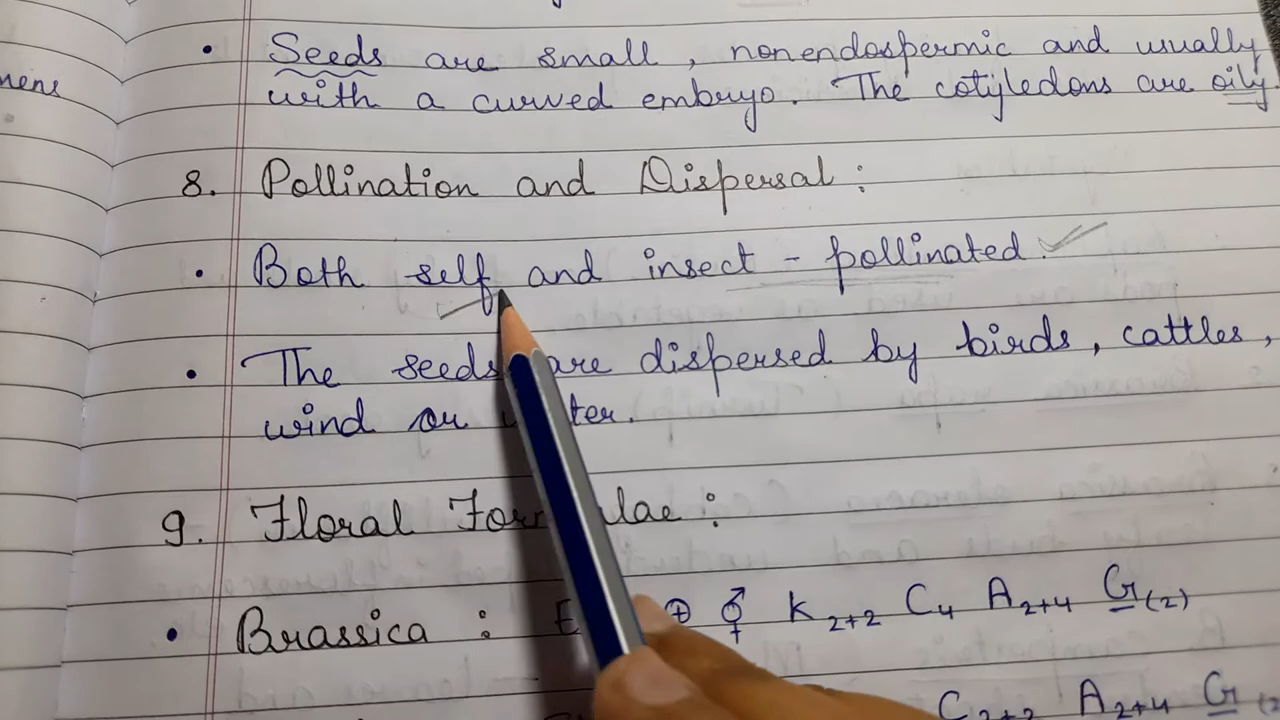 mens
Seeds are small, nonendospermic and usually
with a curved embryo. The cotyledons are oily.
8. Pollination and Dispersal :
• Both self and insect - pollinated.
• The seeds are dispersed by birds, cattles,
wind or
9. Floral
• Brassica : ⊕ ⚥ K2+2 C4 A2+4 G(2)
C2+2 A2+4 G